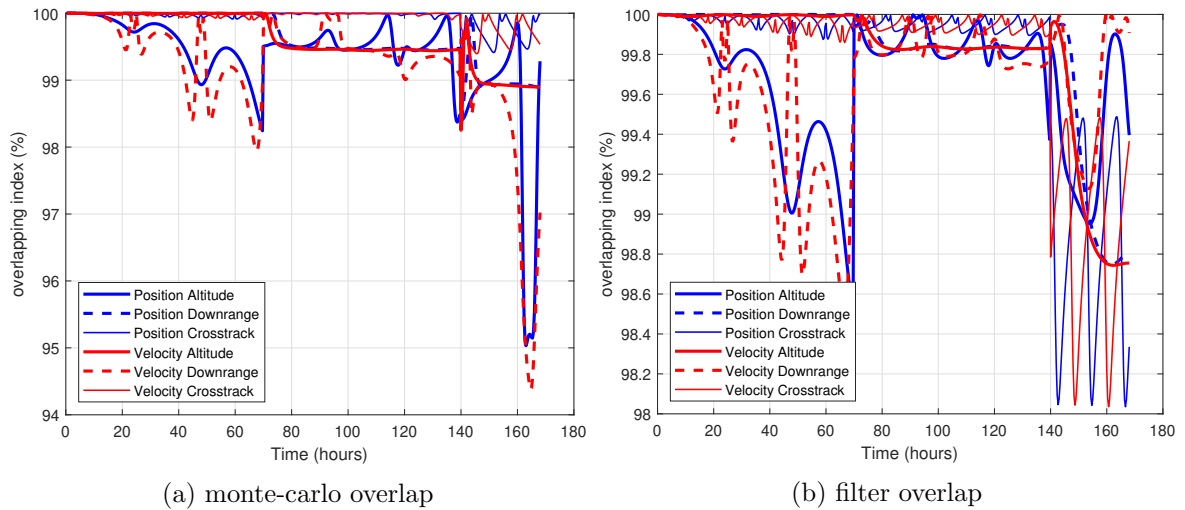 overlapping index (%)
100
99
98
97
96
95
94
Position Altitude
Position Downrange
Position Crosstrack
Velocity Altitude
Velocity Downrange
Velocity Crosstrack
0 20 40 60 80 100 120 140 160 180
Time (hours)
(a) monte-carlo overlap
overlapping index (%)
100
99.8
99.6
99.4
99.2
99
98.8
98.6
98.4
98.2
98
Position Altitude
Position Downrange
Position Crosstrack
Velocity Altitude
Velocity Downrange
Velocity Crosstrack
0 20 40 60 80 100 120 140 160 180
Time (hours)
(b) filter overlap